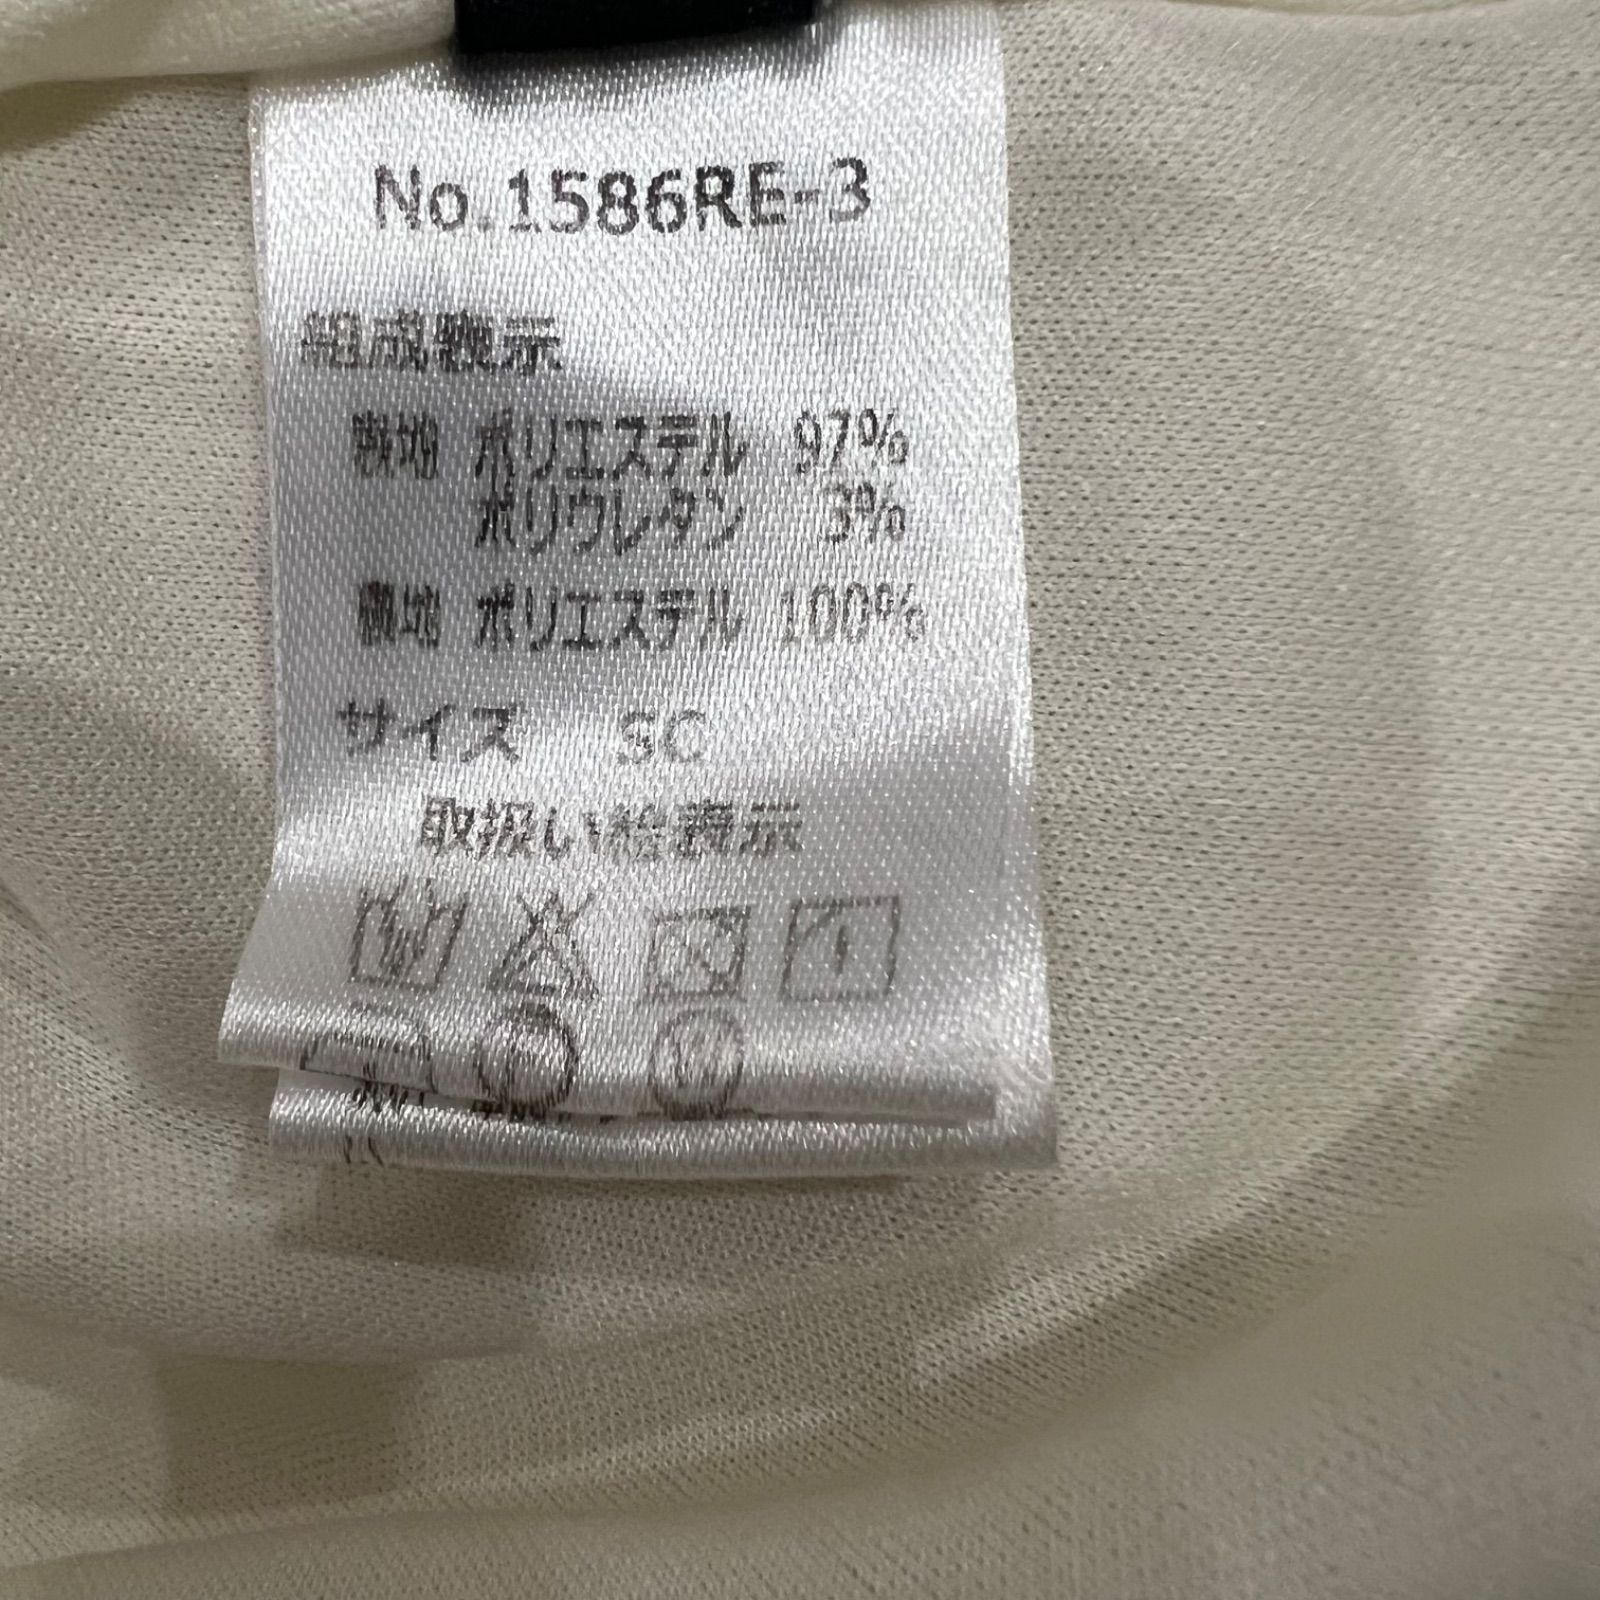 No.1586RE-3
組成表示
表地 ポリエステル 97%
ポリウレタン 3%
裏地 ポリエステル 100%
サイズ SC
取扱い絵表示